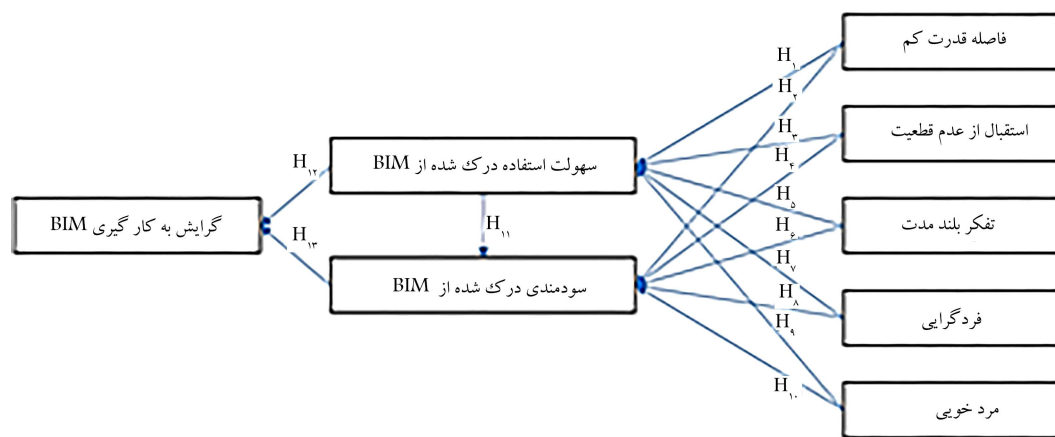 فاصله قدرت کم
استقبال از عدم قطعیت
تفکر بلند مدت
فردگرایی
مرد خویی
H۱
H۲
H۳
H۴
H۵
H۶
H۷
H۸
H۹
H۱۰
سهولت استفاده درک شده از BIM
H۱۱
سودمندی درک شده از BIM
H۱۲
H۱۳
گرایش به کار گیری BIM